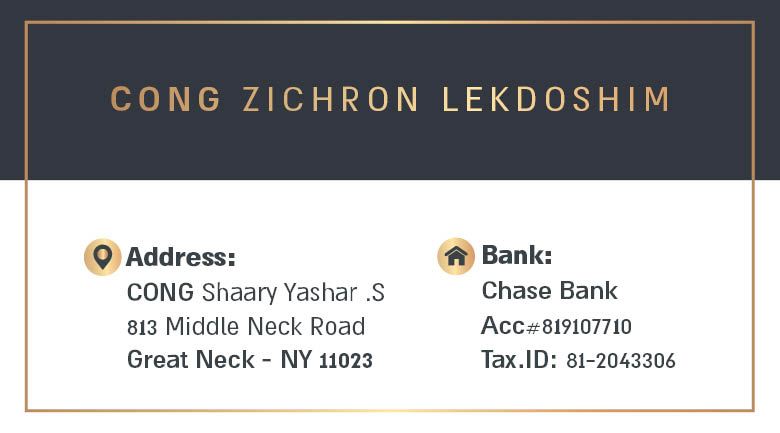 CONG ZICHRON LEKDOSHIM
Address:
CONG Shaary Yashar .S
813 Middle Neck Road
Great Neck - NY 11023
Bank:
Chase Bank
Acc#819107710
Tax.ID: 81-2043306